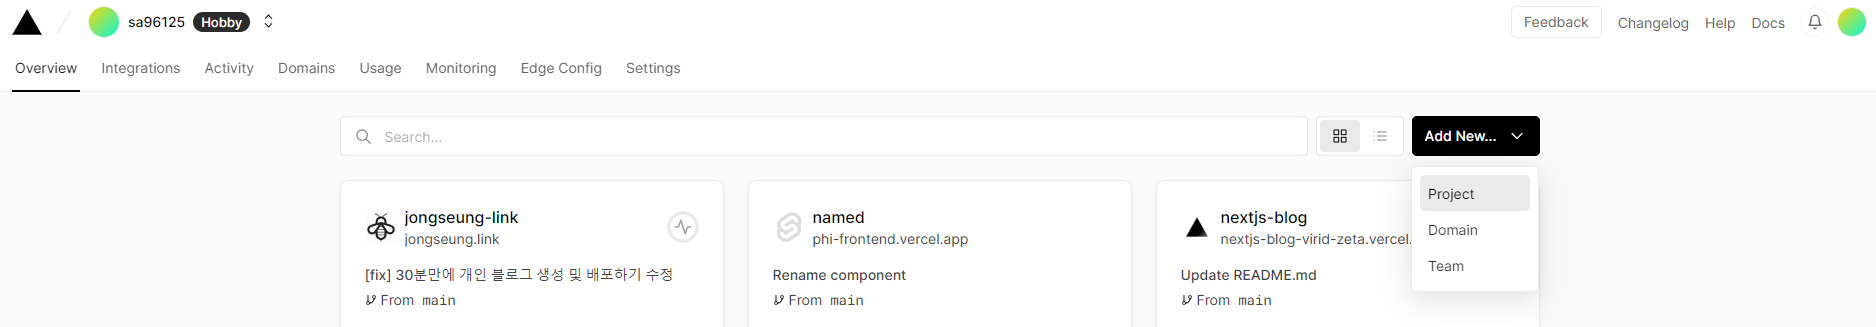 sa96125 Hobby
Feedback Changelog Help Docs
Overview Integrations Activity Domains Usage Monitoring Edge Config Settings
Search...
Add New...
Project
Domain
Team
jongseung-link
jongseung.link
[fix] 30분만에 개인 블로그 생성 및 배포하기 수정
From main
named
phi-frontend.vercel.app
Rename component
From main
nextjs-blog
nextjs-blog-virid-zeta.vercel.
Update README.md
From main